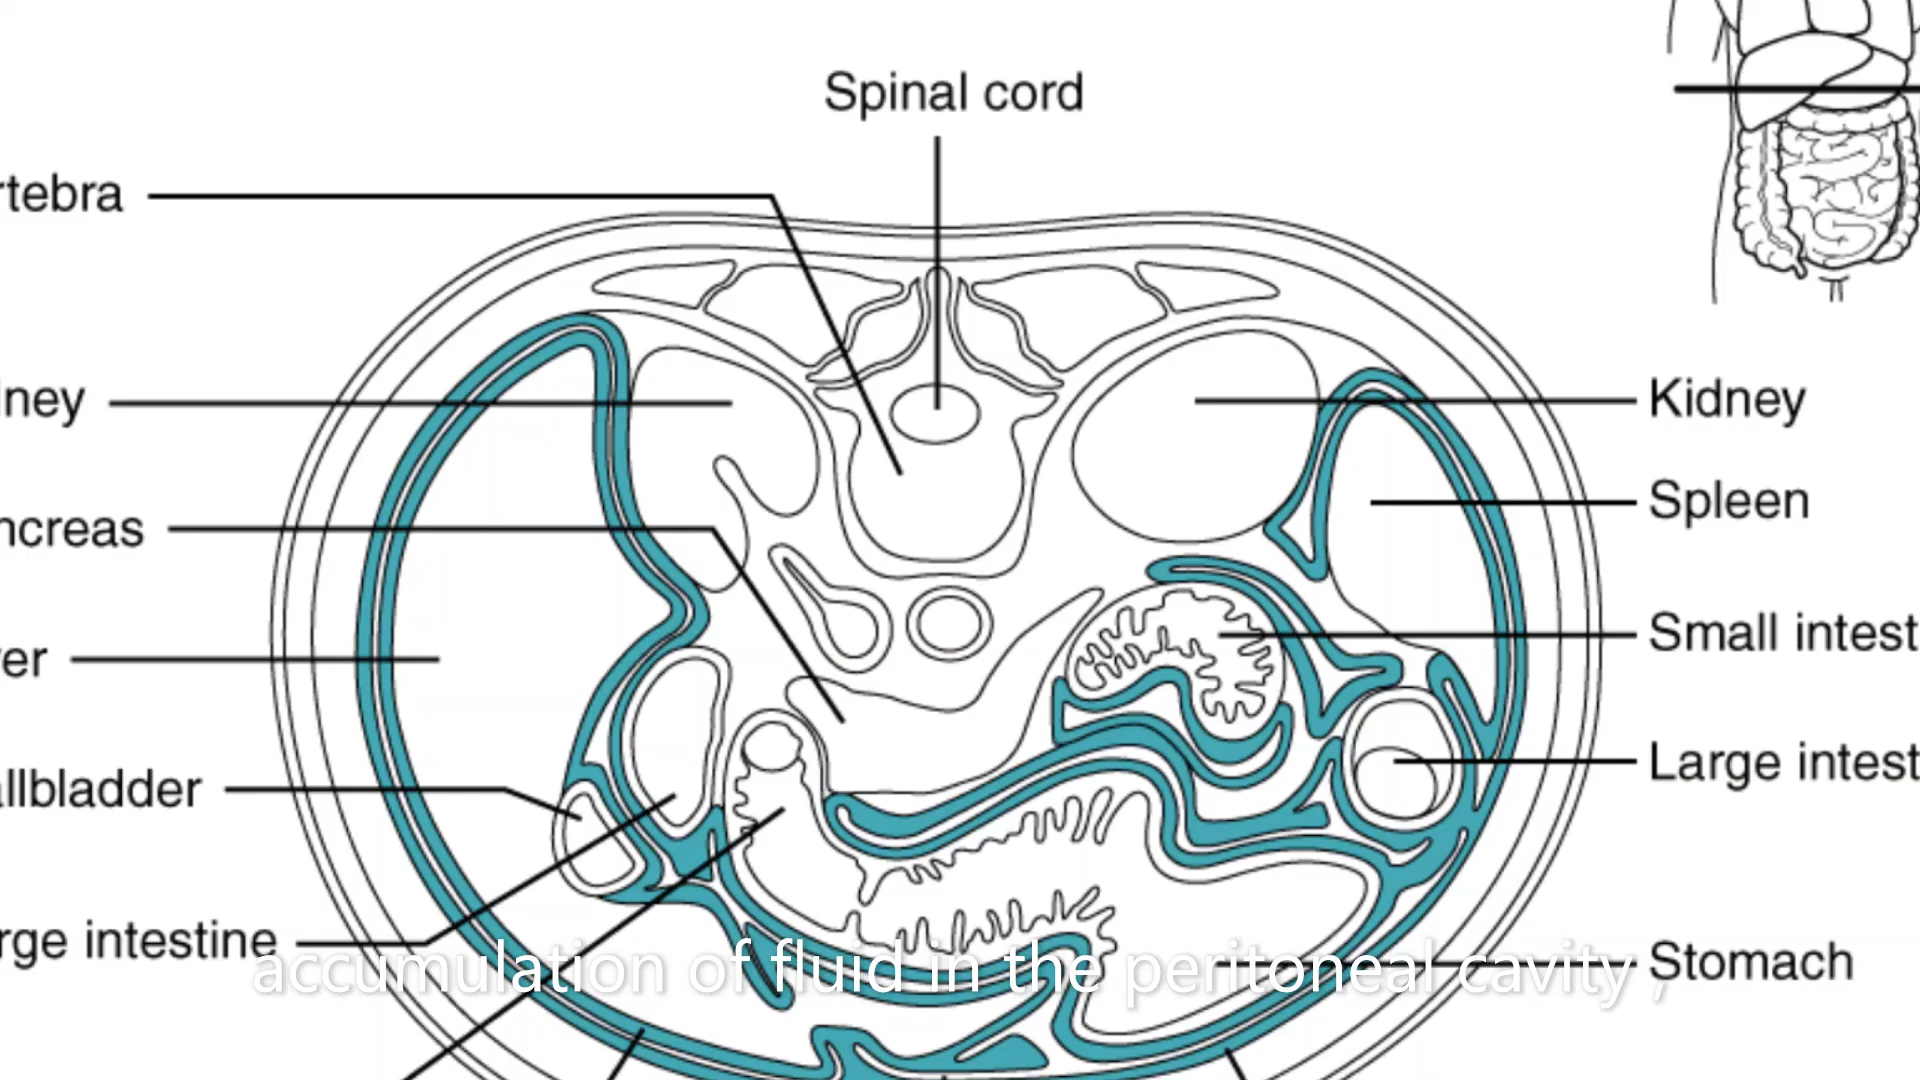 Spinal cord
rtebra
Kidney
ney
Spleen
ncreas
Small intest
er
Large intest
llbladder
rge intestine
accumulation of fluid in the peritoneal cavity ,
Stomach